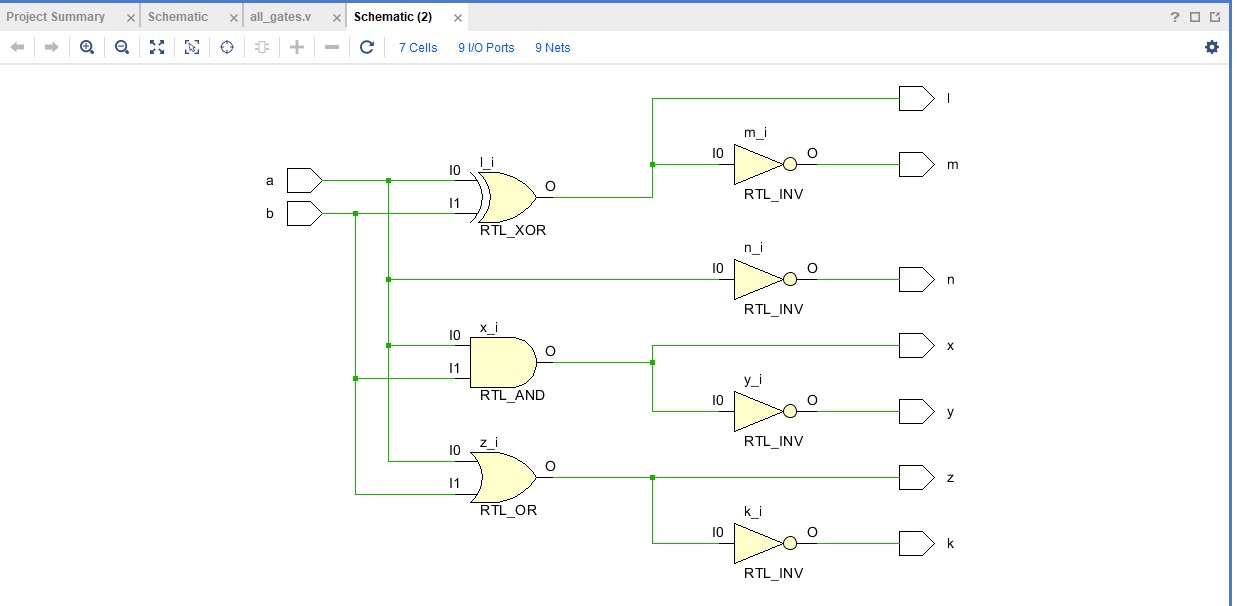 Project Summary × Schematic × all_gates.v × Schematic (2) × ?
7 Cells 9 I/O Ports 9 Nets
l
m_i
I0 O
m
RTL_INV
a
b
l_i
I0
I1
O
RTL_XOR
n_i
I0 O
n
RTL_INV
x_i
I0
I1
O
RTL_AND
x
y_i
I0 O
y
RTL_INV
z_i
I0
I1
O
RTL_OR
z
k_i
I0 O
k
RTL_INV